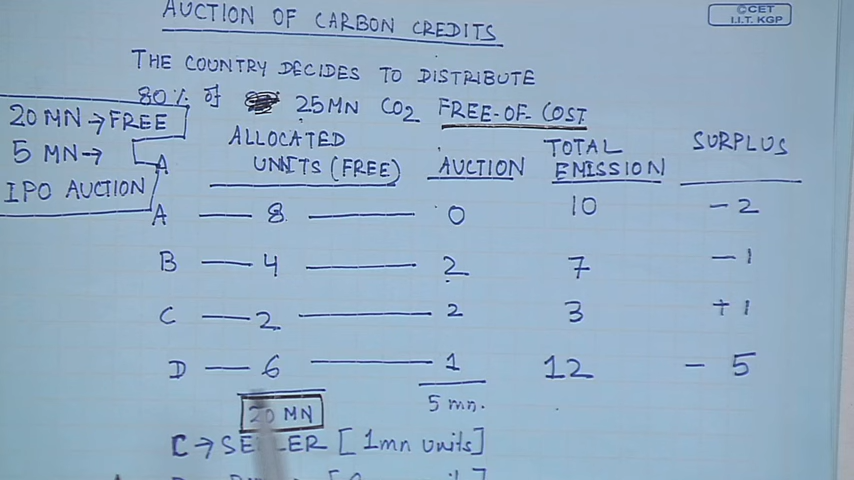 AUCTION OF CARBON CREDITS
©CET
I.I.T. KGP
THE COUNTRY DECIDES TO DISTRIBUTE
80% of 25MN CO2 FREE-OF-COST
20 MN → FREE
5 MN →
IPO AUCTION
A
ALLOCATED UNITS (FREE) AUCTION TOTAL EMISSION SURPLUS
A — 8 — 0 10 -2
B — 4 — 2 7 -1
C — 2 — 2 3 +1
D — 6 — 1 12 - 5
20 MN 5 mn.
C → SELLER [1mn units]